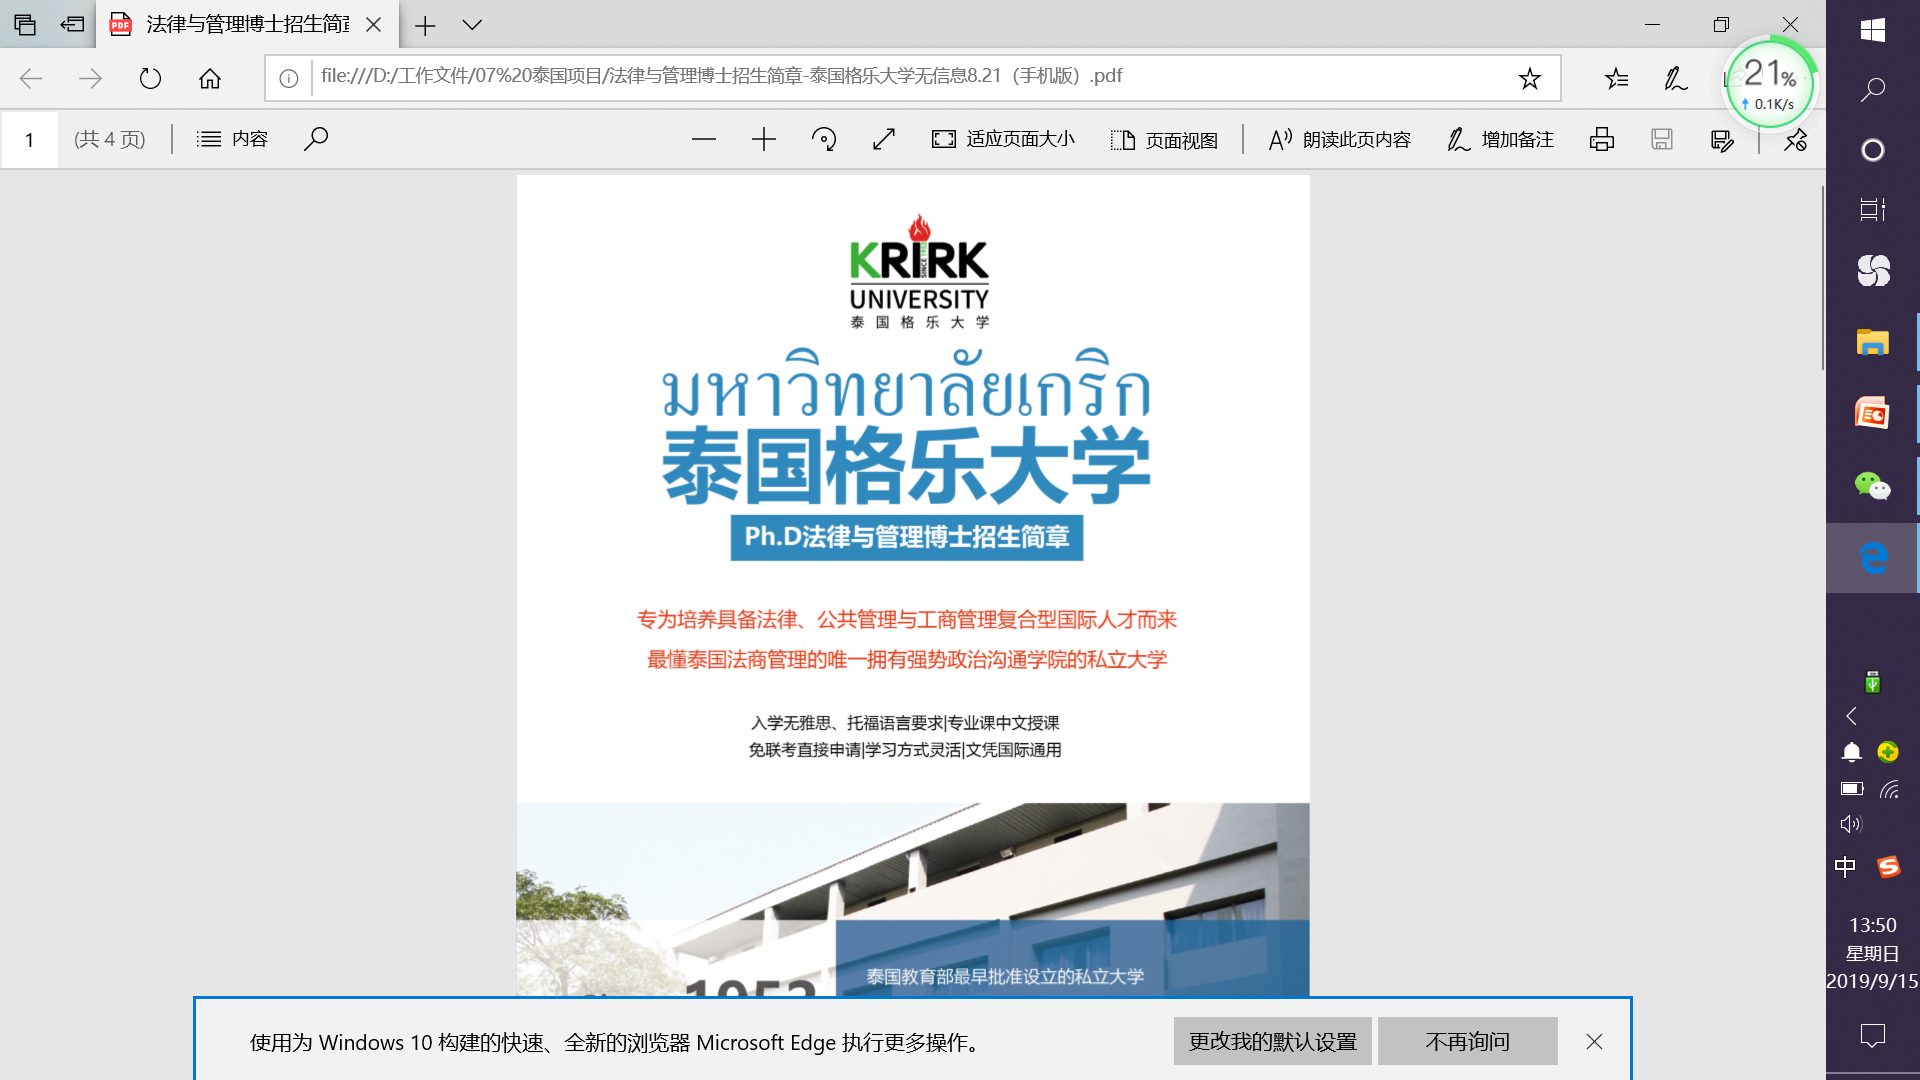 法律与管理博士招生简章
file:///D:/工作文件/07%20泰国项目/法律与管理博士招生简章-泰国格乐大学无信息8.21（手机版）.pdf
21%
0.1K/s
1
(共 4 页)
内容
适应页面大小
页面视图
朗读此页内容
增加备注
KRIRK
SINCE 1952
UNIVERSITY
泰国格乐大学
มหาวิทยาลัยเกริก
泰国格乐大学
Ph.D法律与管理博士招生简章
专为培养具备法律、公共管理与工商管理复合型国际人才而来
最懂泰国法商管理的唯一拥有强势政治沟通学院的私立大学
入学无雅思、托福语言要求|专业课中文授课
免联考直接申请|学习方式灵活|文凭国际通用
泰国教育部最早批准设立的私立大学
1952
使用为 Windows 10 构建的快速、全新的浏览器 Microsoft Edge 执行更多操作。
更改我的默认设置
不再询问
中
13:50
星期日
2019/9/15